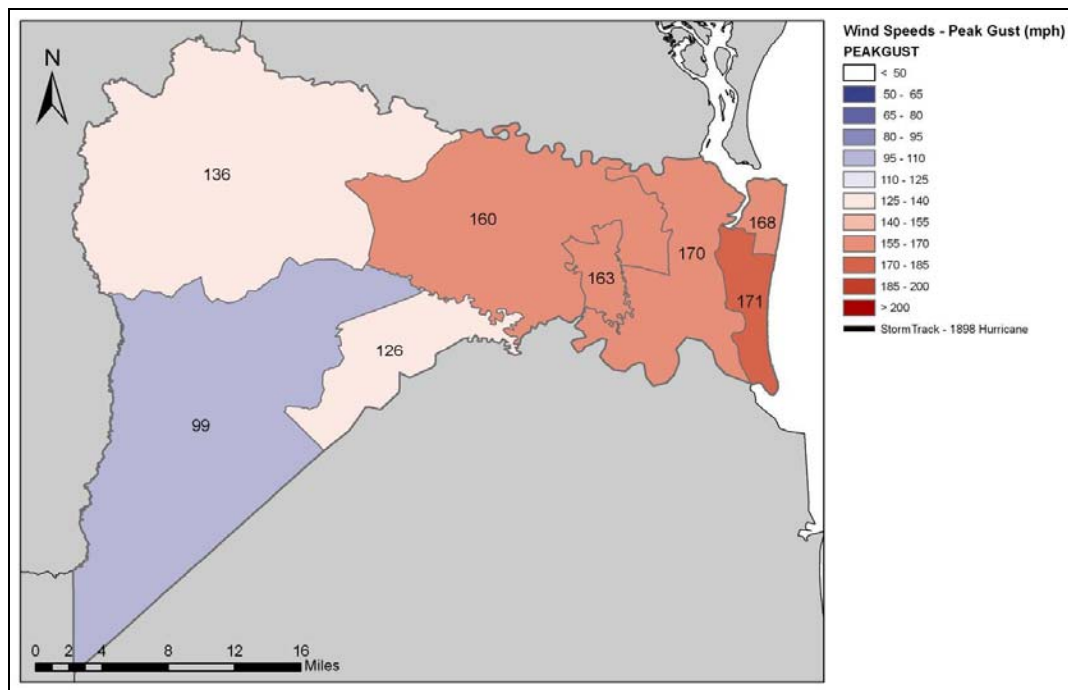 Wind Speeds - Peak Gust (mph)
PEAKGUST
< 50
50 - 65
65 - 80
80 - 95
95 - 110
110 - 125
125 - 140
140 - 155
155 - 170
170 - 185
185 - 200
> 200
StormTrack - 1898 Hurricane
N
136
160
168
170
163
171
126
99
0 2 4 8 12 16
Miles